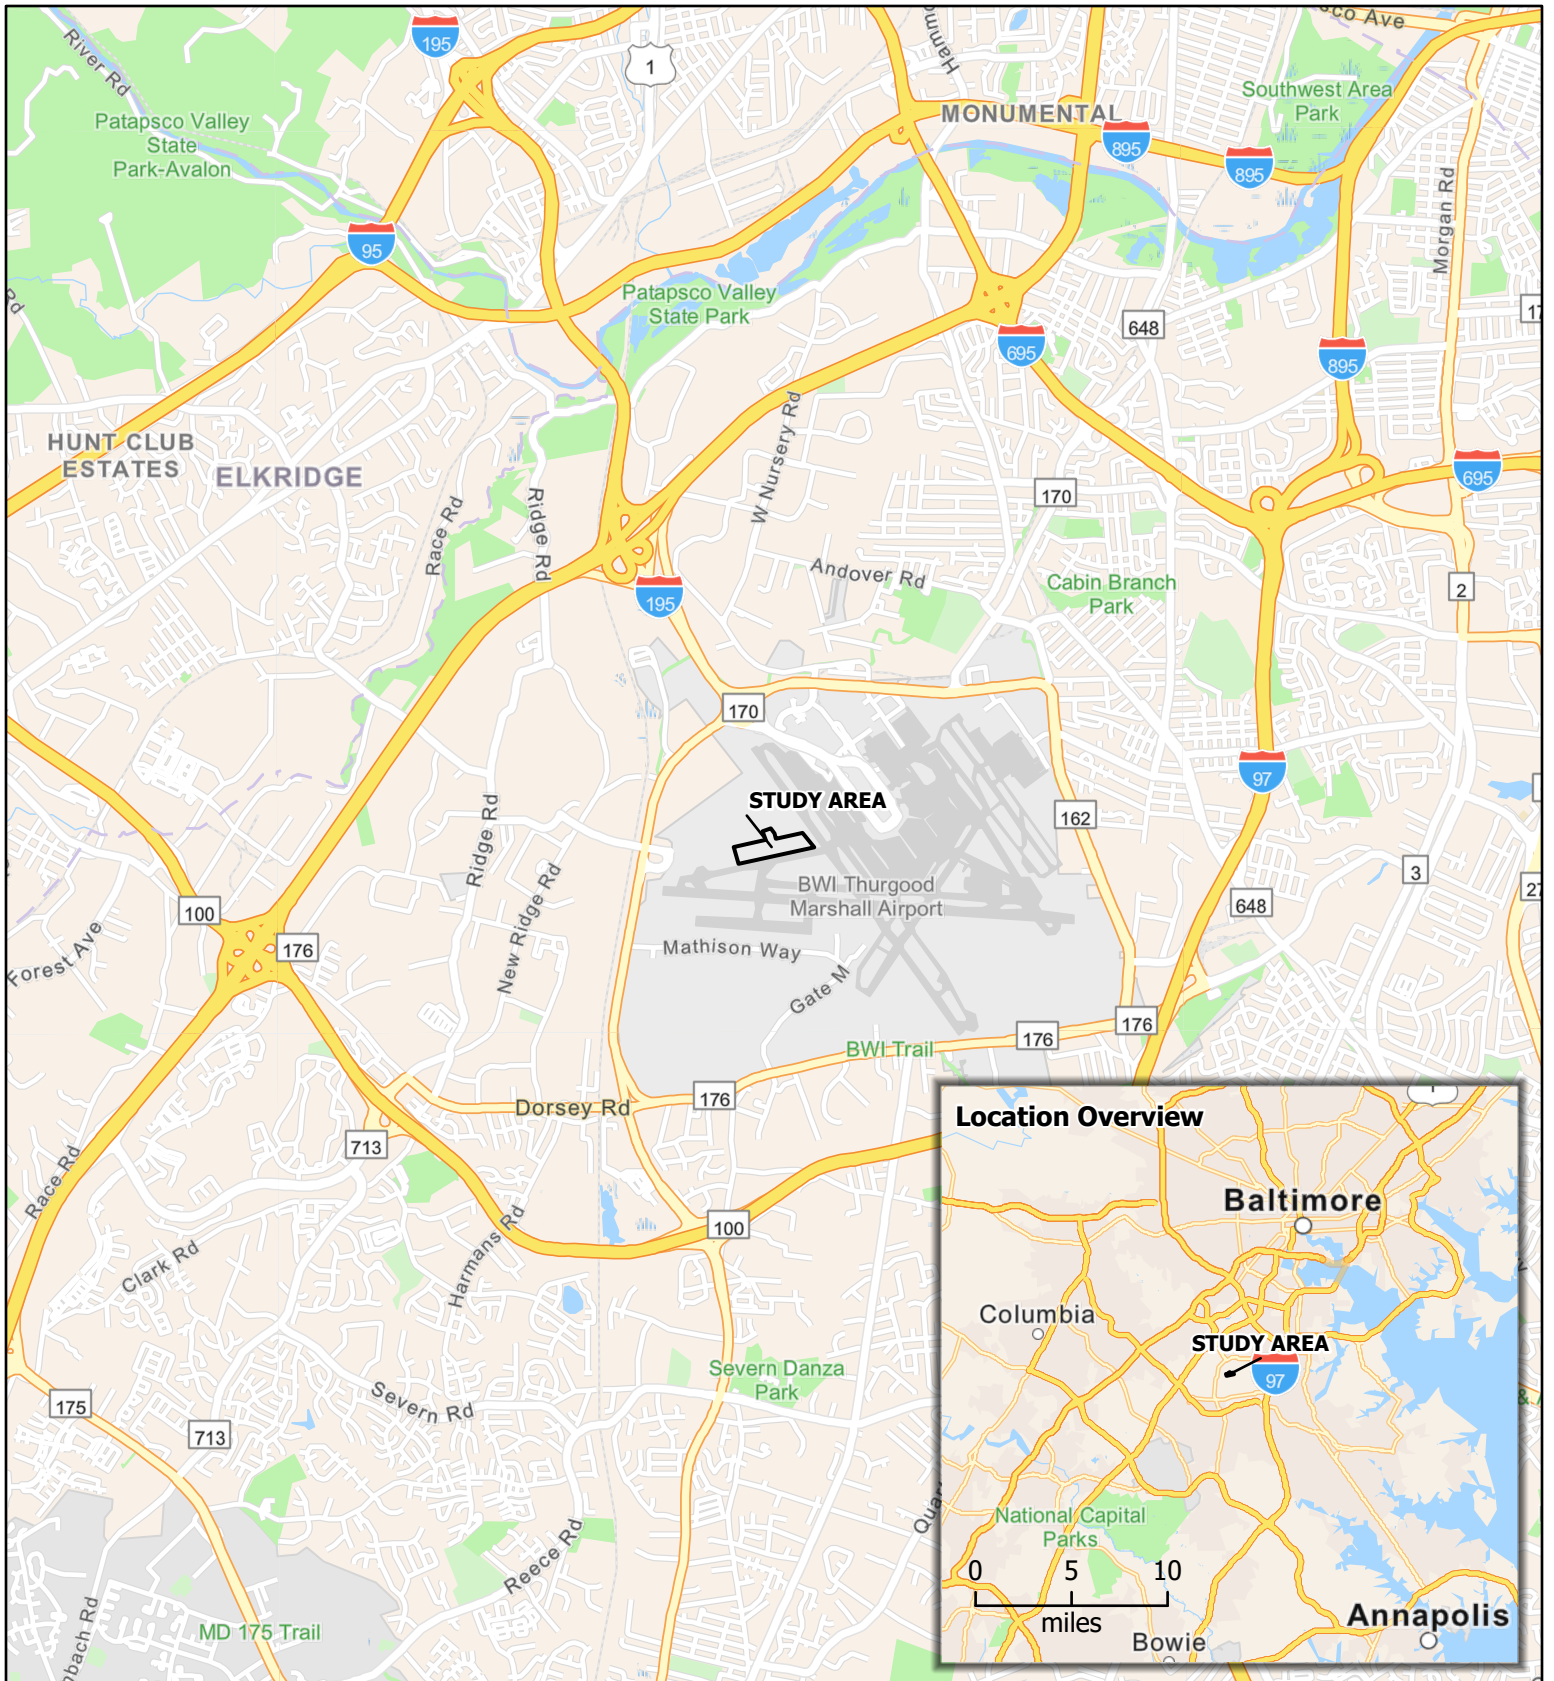 195
1
River Rd
Patapsco Valley
State
Park-Avalon
MONUMENTAL
Southwest Area
Park
895
895
Morgan Rd
95
Patapsco Valley
State Park
648
695
895
HUNT CLUB
ESTATES
ELKRIDGE
Race Rd
Ridge Rd
W Nursery Rd
170
695
Andover Rd
Cabin Branch
Park
195
2
170
97
STUDY AREA
162
Ridge Rd
New Ridge Rd
BWI Thurgood
Marshall Airport
3
648
100
176
Forest Ave
Mathison Way
Gate M
BWI Trail
176
176
176
Dorsey Rd
713
Race Rd
Clark Rd
Harmans Rd
100
Severn Danza
Park
175
713
Severn Rd
Reece Rd
MD 175 Trail
Location Overview
Baltimore
Columbia
STUDY AREA
97
National Capital
Parks
0 5 10
miles
Bowie
Annapolis